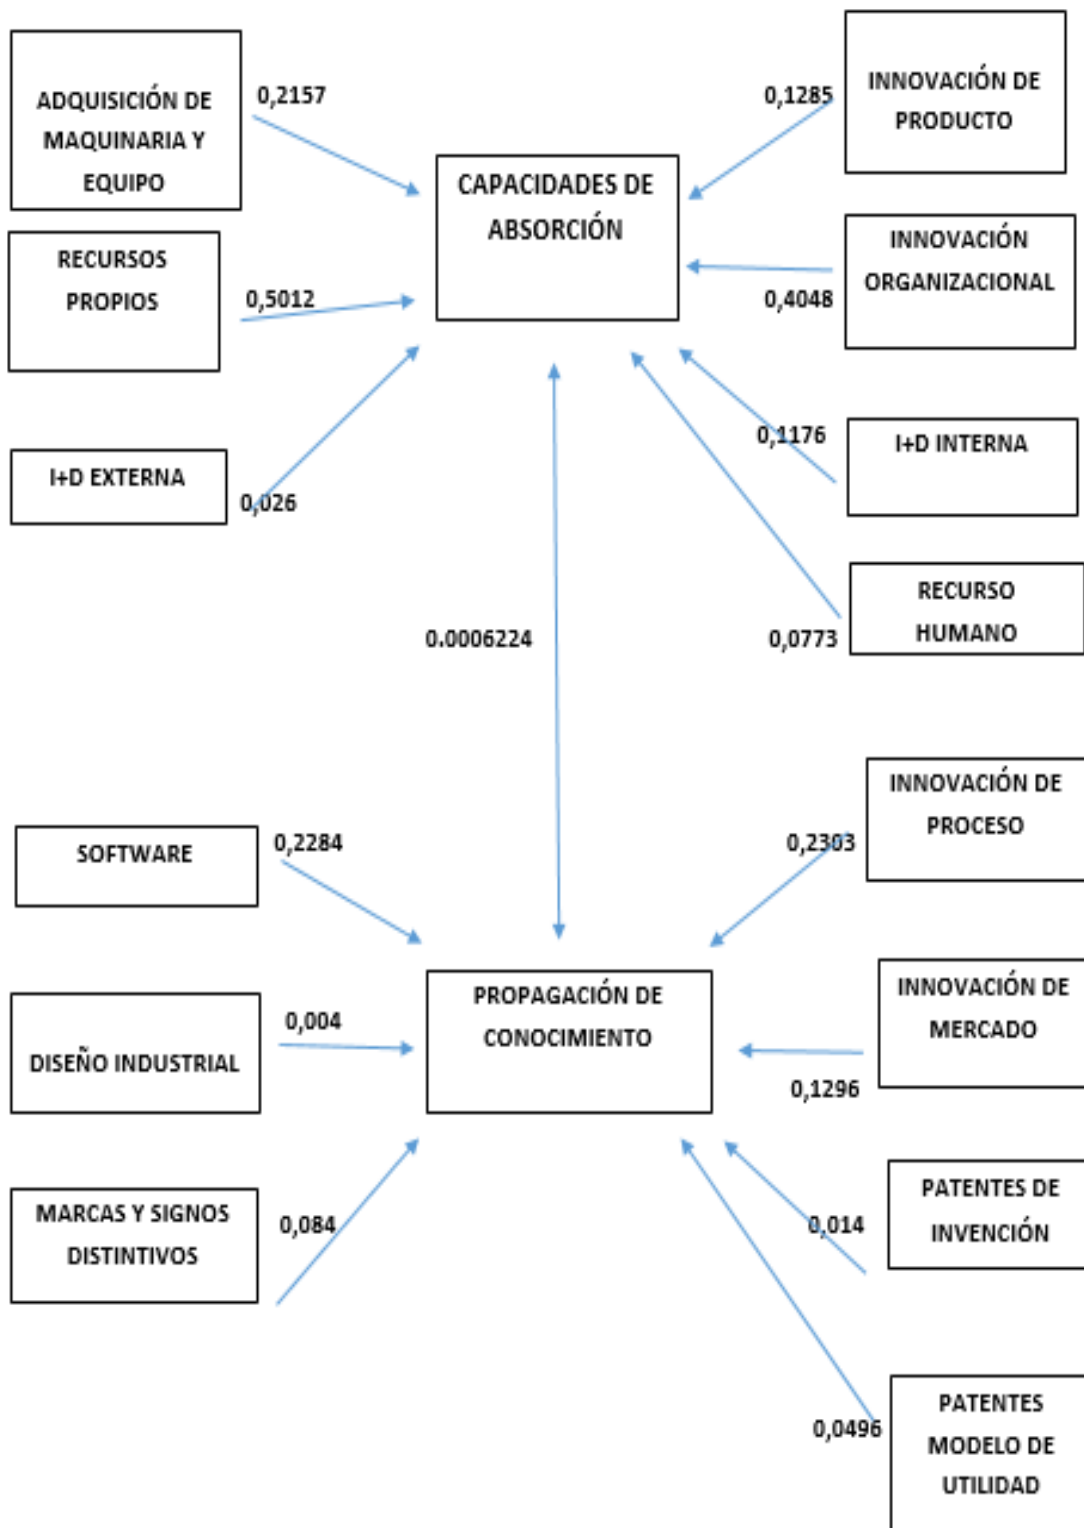 ADQUISICIÓN DE
MAQUINARIA Y
EQUIPO
0,2157
0,1285
INNOVACIÓN DE
PRODUCTO
CAPACIDADES DE
ABSORCIÓN
RECURSOS
PROPIOS
0,5012
INNOVACIÓN
ORGANIZACIONAL
0,4048
I+D EXTERNA
0,026
0,1176
I+D INTERNA
RECURSO
HUMANO
0,0773
0.0006224
INNOVACIÓN DE
PROCESO
0,2303
SOFTWARE
0,2284
PROPAGACIÓN DE
CONOCIMIENTO
INNOVACIÓN DE
MERCADO
0,1296
DISEÑO INDUSTRIAL
0,004
MARCAS Y SIGNOS
DISTINTIVOS
0,084
PATENTES DE
INVENCIÓN
0,014
PATENTES
MODELO DE
UTILIDAD
0,0496